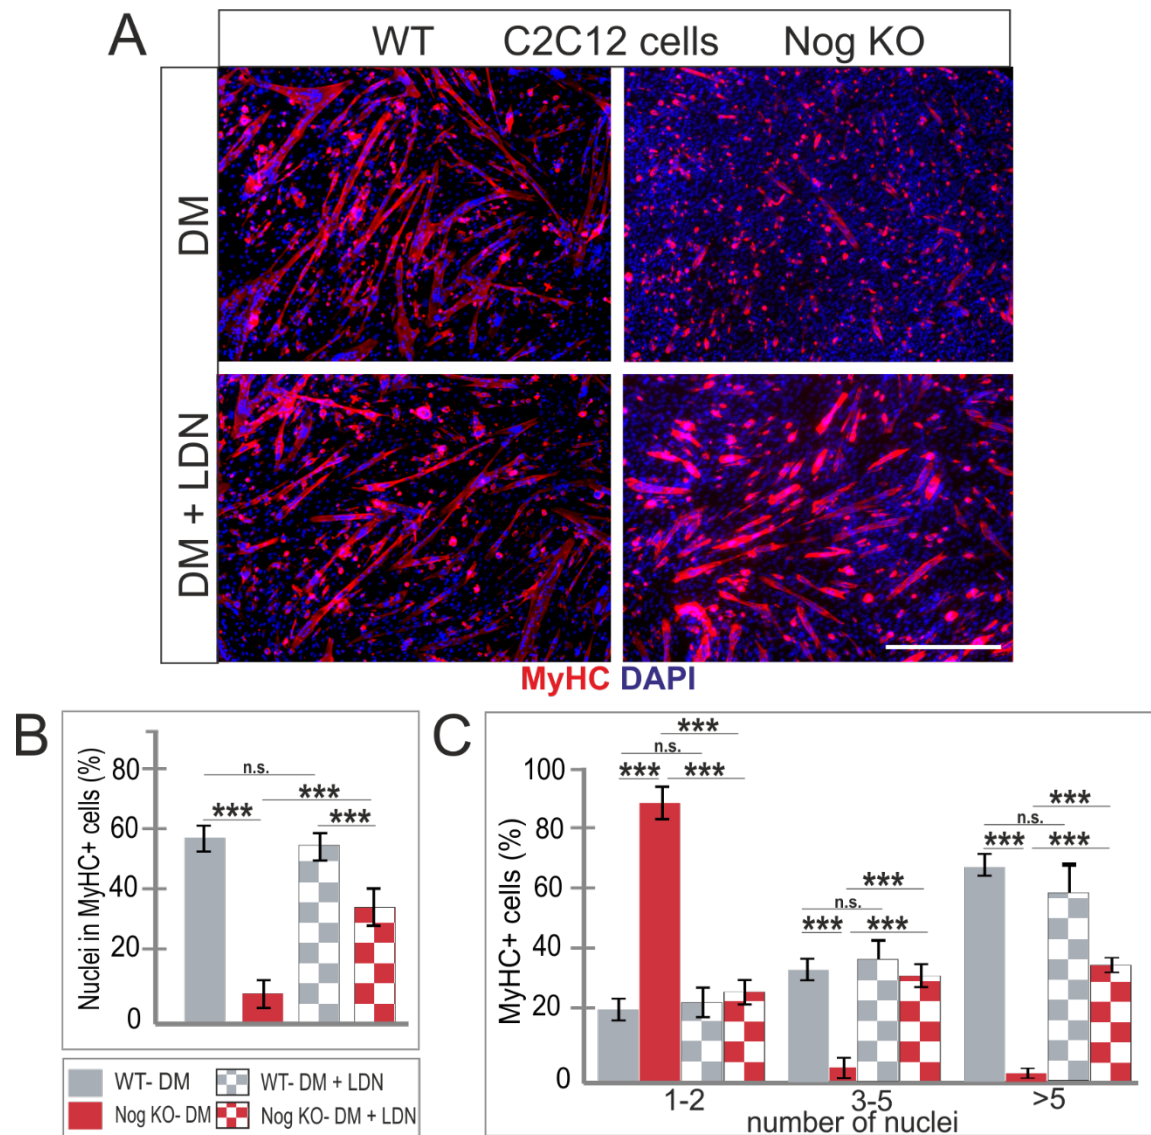 A
WT C2C12 cells Nog KO
DM
DM + LDN
MyHC DAPI
B
Nuclei in MyHC+ cells (%)
80
60
40
20
0
n.s.
***
***
***
WT- DM
WT- DM + LDN
Nog KO- DM
Nog KO- DM + LDN
C
MyHC+ cells (%)
100
80
60
40
20
0
***
n.s.
*** ***
***
n.s.
*** ***
***
n.s.
*** ***
1-2 3-5 >5
number of nuclei